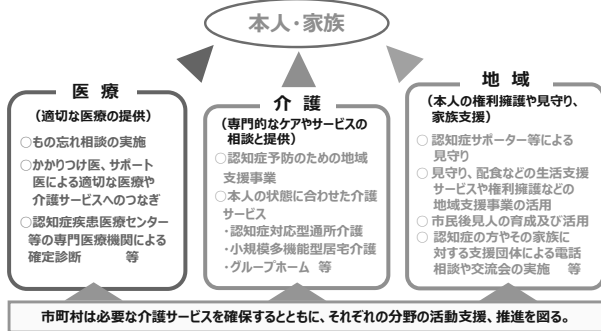 本人・家族
医 療
(適切な医療の提供)
○もの忘れ相談の実施
○かかりつけ医、サポート
医による適切な医療や
介護サービスへのつなぎ
○認知症疾患医療センター
等の専門医療機関による
確定診断 等
介 護
(専門的なケアやサービスの
相談と提供)
○認知症予防のための地域
支援事業
○本人の状態に合わせた介護
サービス
・認知症対応型通所介護
・小規模多機能型居宅介護
・グループホーム 等
地 域
(本人の権利擁護や見守り、
家族支援)
○認知症サポーター等による
見守り
○見守り、配食などの生活支援
サービスや権利擁護などの
地域支援事業の活用
○市民後見人の育成及び活用
○認知症の方やその家族に
対する支援団体による電話
相談や交流会の実施 等
市町村は必要な介護サービスを確保するとともに、それぞれの分野の活動支援、推進を図る。